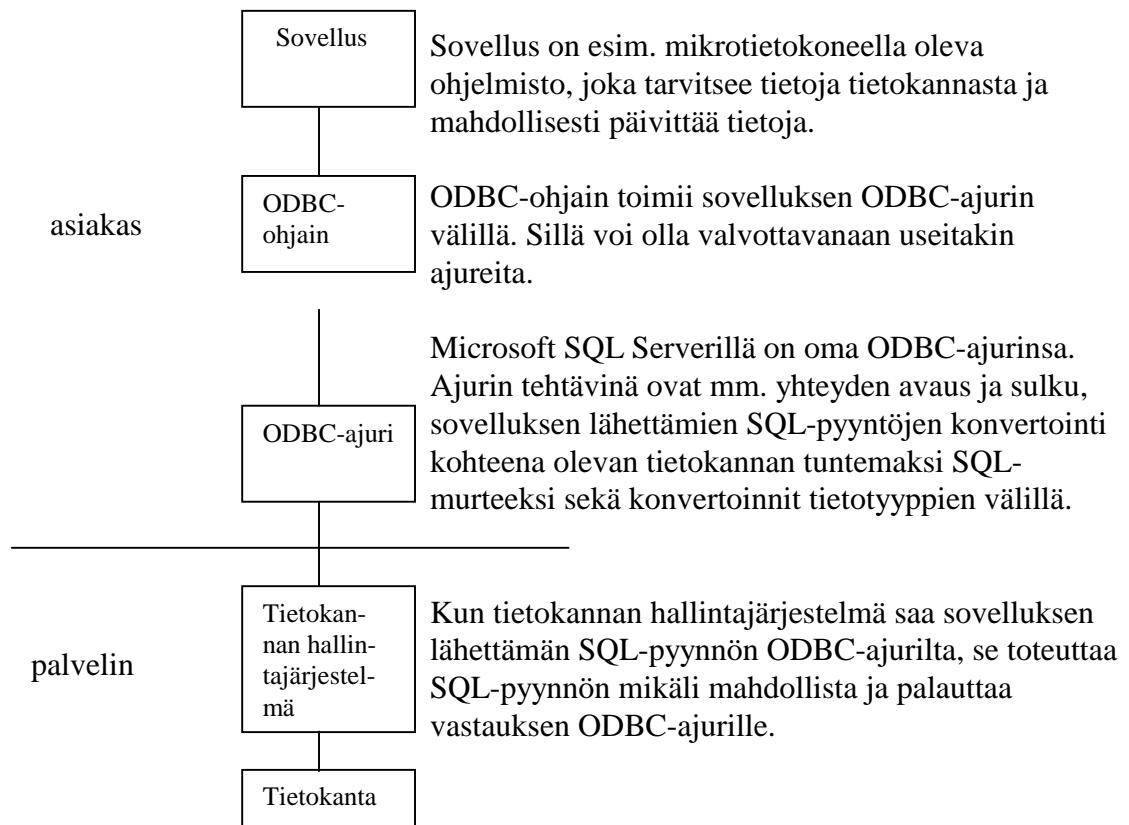 Sovellus
Sovellus on esim. mikrotietokoneella oleva
ohjelmisto, joka tarvitsee tietoja tietokannasta ja
mahdollisesti päivittää tietoja.
asiakas
ODBC-
ohjain
ODBC-ohjain toimii sovelluksen ODBC-ajurin
välillä. Sillä voi olla valvottavanaan useitakin
ajureita.
ODBC-ajuri
Microsoft SQL Serverillä on oma ODBC-ajurinsa.
Ajurin tehtävinä ovat mm. yhteyden avaus ja sulku,
sovelluksen lähettämien SQL-pyyntöjen konvertointi
kohteena olevan tietokannan tuntemaksi SQL-
murteeksi sekä konvertoinnit tietotyyppien välillä.
palvelin
Tietokan-
nan hallin-
tajärjestel-
mä
Kun tietokannan hallintajärjestelmä saa sovelluksen
lähettämän SQL-pyynnön ODBC-ajurilta, se toteuttaa
SQL-pyynnön mikäli mahdollista ja palauttaa
vastauksen ODBC-ajurille.
Tietokanta